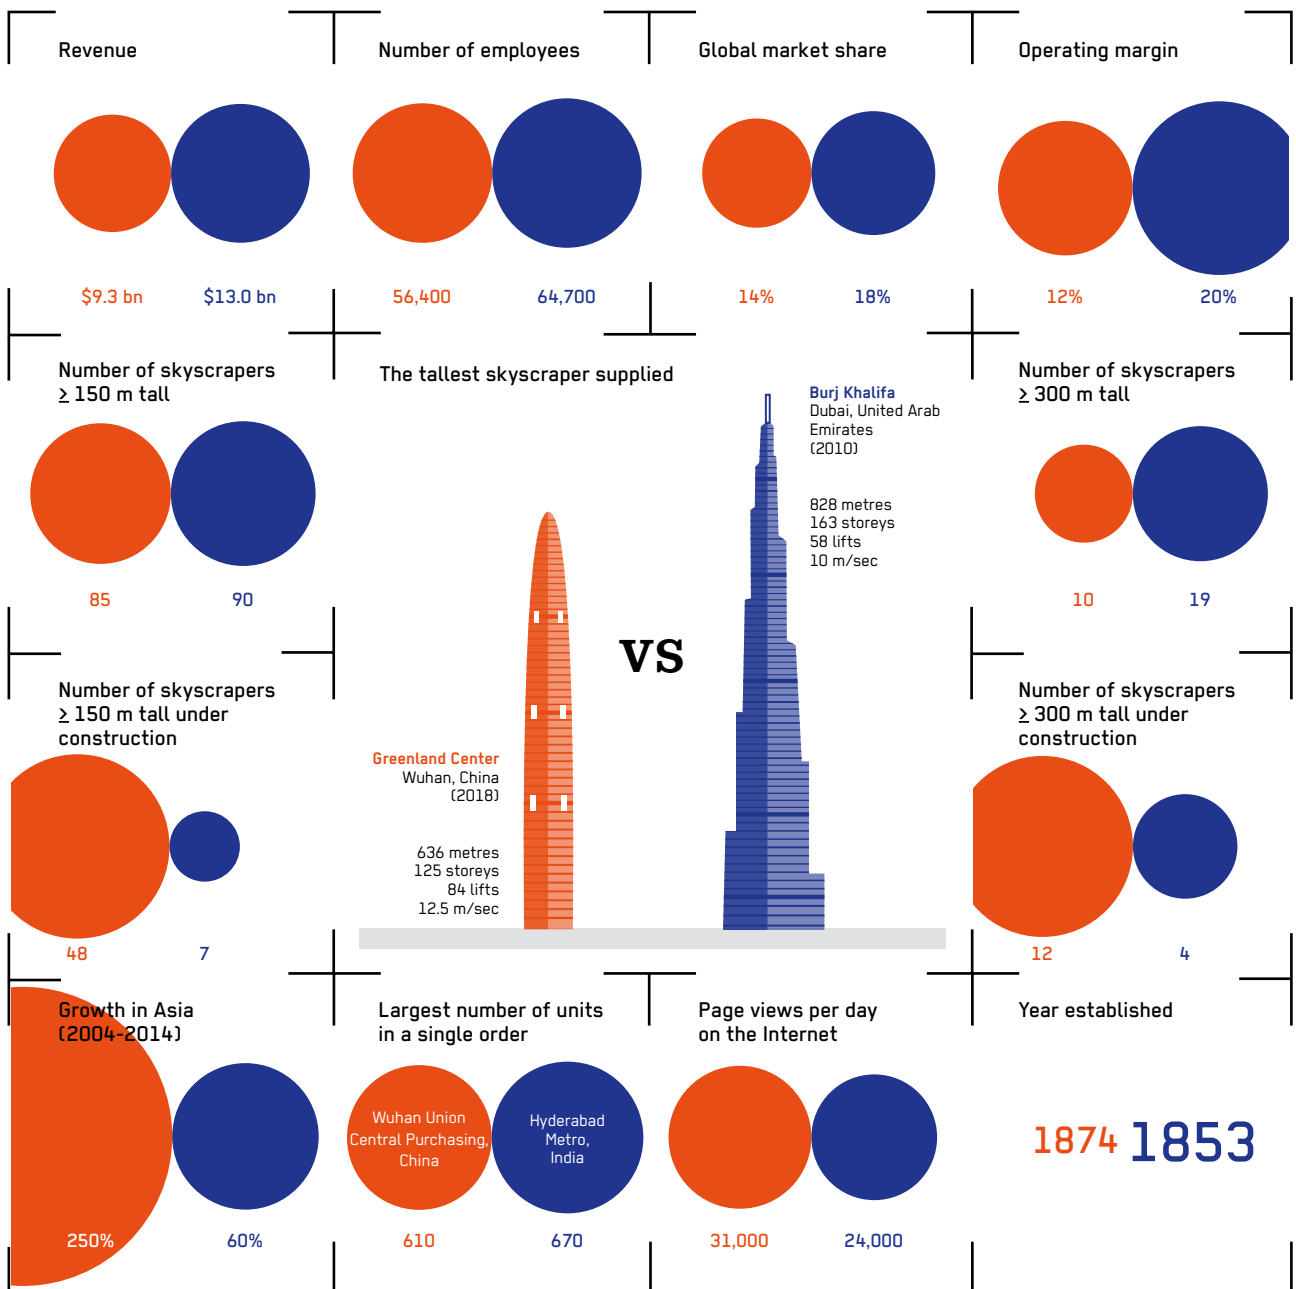 Revenue
$9.3 bn
$13.0 bn
Number of employees
56,400
64,700
Global market share
14%
18%
Operating margin
12%
20%
Number of skyscrapers
≥ 150 m tall
85
90
The tallest skyscraper supplied
Burj Khalifa
Dubai, United Arab
Emirates
(2010)
828 metres
163 storeys
58 lifts
10 m/sec
vs
Greenland Center
Wuhan, China
(2018)
636 metres
125 storeys
84 lifts
12.5 m/sec
Number of skyscrapers
≥ 300 m tall
10
19
Number of skyscrapers
≥ 150 m tall under
construction
48
7
Number of skyscrapers
≥ 300 m tall under
construction
12
4
Growth in Asia
(2004-2014)
250%
60%
Largest number of units
in a single order
Wuhan Union
Central Purchasing,
China
Hyderabad
Metro,
India
610
670
Page views per day
on the Internet
31,000
24,000
Year established
1874
1853